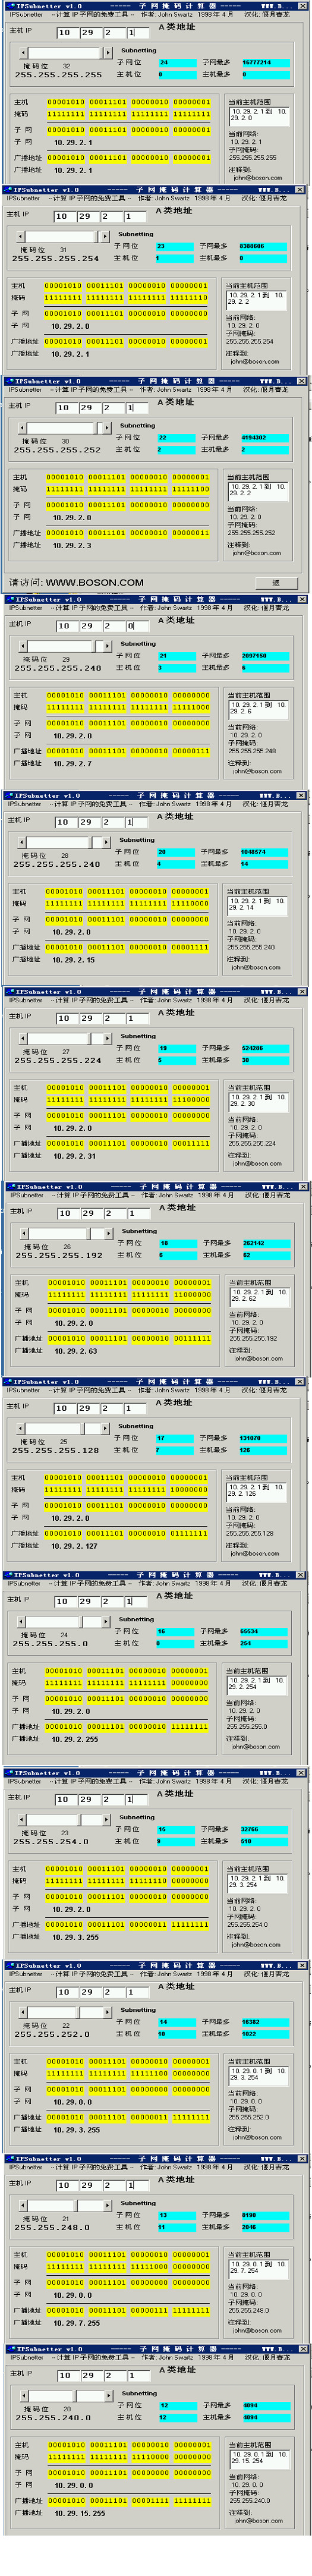 IPSubnetter v1.0 ----- 子 网 掩 码 计 算 器 ----- WWW.B...
IPSubnetter -- 计算 IP 子网的免费工具 -- 作者: John Swartz 1998 年 4 月 汉化: 偃月青龙
主机 IP 10 29 2 1 A 类地址
Subnetting
掩 码 位 32
255.255.255.255
子 网 位 24 子网最多 16777214
主 机 位 0 主机最多 0
主机 00001010 00011101 00000010 00000001
掩码 11111111 11111111 11111111 11111111
子 网 00001010 00011101 00000010 00000001
子 网 10. 29. 2. 1
广播地址 00001010 00011101 00000010 00000001
广播地址 10. 29. 2. 1
当前主机范围
10. 29. 2. 1 到 10.
29. 2. 0
当前网络:
10. 29. 2. 1
子网掩码:
255.255.255.255
注释到:
john@boson.com
IPSubnetter v1.0 ----- 子 网 掩 码 计 算 器 ----- WWW.B...
IPSubnetter -- 计算 IP 子网的免费工具 -- 作者: John Swartz 1998 年 4 月 汉化: 偃月青龙
主机 IP 10 29 2 1 A 类地址
Subnetting
掩 码 位 31
255.255.255.254
子 网 位 23 子网最多 8388606
主 机 位 1 主机最多 0
主机 00001010 00011101 00000010 00000001
掩码 11111111 11111111 11111111 11111110
子 网 00001010 00011101 00000010 00000000
子 网 10. 29. 2. 0
广播地址 00001010 00011101 00000010 00000001
广播地址 10. 29. 2. 1
当前主机范围
10. 29. 2. 1 到 10.
29. 2. 2
当前网络:
10. 29. 2. 0
子网掩码:
255.255.255.254
注释到:
john@boson.com
IPSubnetter v1.0 ----- 子 网 掩 码 计 算 器 ----- WWW.B...
IPSubnetter -- 计算 IP 子网的免费工具 -- 作者: John Swartz 1998 年 4 月 汉化: 偃月青龙
主机 IP 10 29 2 1 A 类地址
Subnetting
掩 码 位 30
255.255.255.252
子 网 位 22 子网最多 4194302
主 机 位 2 主机最多 2
主机 00001010 00011101 00000010 00000001
掩码 11111111 11111111 11111111 11111100
子 网 00001010 00011101 00000010 00000000
子 网 10. 29. 2. 0
广播地址 00001010 00011101 00000010 00000011
广播地址 10. 29. 2. 3
当前主机范围
10. 29. 2. 1 到 10.
29. 2. 2
当前网络:
10. 29. 2. 0
子网掩码:
255.255.255.252
注释到:
john@boson.com
请访问: WWW.BOSON.COM
IPSubnetter v1.0 ----- 子 网 掩 码 计 算 器 ----- WWW.B...
IPSubnetter -- 计算 IP 子网的免费工具 -- 作者: John Swartz 1998 年 4 月 汉化: 偃月青龙
主机 IP 10 29 2 0 A 类地址
Subnetting
掩 码 位 29
255.255.255.248
子 网 位 21 子网最多 2097150
主 机 位 3 主机最多 6
主机 00001010 00011101 00000010 00000000
掩码 11111111 11111111 11111111 11111000
子 网 00001010 00011101 00000010 00000000
子 网 10. 29. 2. 0
广播地址 00001010 00011101 00000010 00000111
广播地址 10. 29. 2. 7
当前主机范围
10. 29. 2. 1 到 10.
29. 2. 6
当前网络:
10. 29. 2. 0
子网掩码:
255.255.255.248
注释到:
john@boson.com
IPSubnetter v1.0 ----- 子 网 掩 码 计 算 器 ----- WWW.B...
IPSubnetter -- 计算 IP 子网的免费工具 -- 作者: John Swartz 1998 年 4 月 汉化: 偃月青龙
主机 IP 10 29 2 1 A 类地址
Subnetting
掩 码 位 28
255.255.255.240
子 网 位 20 子网最多 1048574
主 机 位 4 主机最多 14
主机 00001010 00011101 00000010 00000001
掩码 11111111 11111111 11111111 11110000
子 网 00001010 00011101 00000010 00000000
子 网 10. 29. 2. 0
广播地址 00001010 00011101 00000010 00001111
广播地址 10. 29. 2. 15
当前主机范围
10. 29. 2. 1 到 10.
29. 2. 14
当前网络:
10. 29. 2. 0
子网掩码:
255.255.255.240
注释到:
john@boson.com
IPSubnetter v1.0 ----- 子 网 掩 码 计 算 器 ----- WWW.B...
IPSubnetter -- 计算 IP 子网的免费工具 -- 作者: John Swartz 1998 年 4 月 汉化: 偃月青龙
主机 IP 10 29 2 1 A 类地址
Subnetting
掩 码 位 27
255.255.255.224
子 网 位 19 子网最多 524286
主 机 位 5 主机最多 30
主机 00001010 00011101 00000010 00000001
掩码 11111111 11111111 11111111 11100000
子 网 00001010 00011101 00000010 00000000
子 网 10. 29. 2. 0
广播地址 00001010 00011101 00000010 00011111
广播地址 10. 29. 2. 31
当前主机范围
10. 29. 2. 1 到 10.
29. 2. 30
当前网络:
10. 29. 2. 0
子网掩码:
255.255.255.224
注释到:
john@boson.com
IPSubnetter v1.0 ----- 子 网 掩 码 计 算 器 ----- WWW.B...
IPSubnetter -- 计算 IP 子网的免费工具 -- 作者: John Swartz 1998 年 4 月 汉化: 偃月青龙
主机 IP 10 29 2 1 A 类地址
Subnetting
掩 码 位 26
255.255.255.192
子 网 位 18 子网最多 262142
主 机 位 6 主机最多 62
主机 00001010 00011101 00000010 00000001
掩码 11111111 11111111 11111111 11000000
子 网 00001010 00011101 00000010 00000000
子 网 10. 29. 2. 0
广播地址 00001010 00011101 00000010 00111111
广播地址 10. 29. 2. 63
当前主机范围
10. 29. 2. 1 到 10.
29. 2. 62
当前网络:
10. 29. 2. 0
子网掩码:
255.255.255.192
注释到:
john@boson.com
IPSubnetter v1.0 ----- 子 网 掩 码 计 算 器 ----- WWW.B...
IPSubnetter -- 计算 IP 子网的免费工具 -- 作者: John Swartz 1998 年 4 月 汉化: 偃月青龙
主机 IP 10 29 2 1 A 类地址
Subnetting
掩 码 位 25
255.255.255.128
子 网 位 17 子网最多 131070
主 机 位 7 主机最多 126
主机 00001010 00011101 00000010 00000001
掩码 11111111 11111111 11111111 10000000
子 网 00001010 00011101 00000010 00000000
子 网 10. 29. 2. 0
广播地址 00001010 00011101 00000010 01111111
广播地址 10. 29. 2. 127
当前主机范围
10. 29. 2. 1 到 10.
29. 2. 126
当前网络:
10. 29. 2. 0
子网掩码:
255.255.255.128
注释到:
john@boson.com
IPSubnetter v1.0 ----- 子 网 掩 码 计 算 器 ----- WWW.B...
IPSubnetter -- 计算 IP 子网的免费工具 -- 作者: John Swartz 1998 年 4 月 汉化: 偃月青龙
主机 IP 10 29 2 1 A 类地址
Subnetting
掩 码 位 24
255.255.255.0
子 网 位 16 子网最多 65534
主 机 位 8 主机最多 254
主机 00001010 00011101 00000010 00000001
掩码 11111111 11111111 11111111 00000000
子 网 00001010 00011101 00000010 00000000
子 网 10. 29. 2. 0
广播地址 00001010 00011101 00000010 11111111
广播地址 10. 29. 2. 255
当前主机范围
10. 29. 2. 1 到 10.
29. 2. 254
当前网络:
10. 29. 2. 0
子网掩码:
255.255.255.0
注释到:
john@boson.com
IPSubnetter v1.0 ----- 子 网 掩 码 计 算 器 ----- WWW.B...
IPSubnetter -- 计算 IP 子网的免费工具 -- 作者: John Swartz 1998 年 4 月 汉化: 偃月青龙
主机 IP 10 29 2 1 A 类地址
Subnetting
掩 码 位 23
255.255.254.0
子 网 位 15 子网最多 32766
主 机 位 9 主机最多 510
主机 00001010 00011101 00000010 00000001
掩码 11111111 11111111 11111110 00000000
子 网 00001010 00011101 00000010 00000000
子 网 10. 29. 2. 0
广播地址 00001010 00011101 00000011 11111111
广播地址 10. 29. 3. 255
当前主机范围
10. 29. 2. 1 到 10.
29. 3. 254
当前网络:
10. 29. 2. 0
子网掩码:
255.255.254.0
注释到:
john@boson.com
IPSubnetter v1.0 ----- 子 网 掩 码 计 算 器 ----- WWW.B...
IPSubnetter -- 计算 IP 子网的免费工具 -- 作者: John Swartz 1998 年 4 月 汉化: 偃月青龙
主机 IP 10 29 2 1 A 类地址
Subnetting
掩 码 位 22
255.255.252.0
子 网 位 14 子网最多 16382
主 机 位 10 主机最多 1022
主机 00001010 00011101 00000010 00000001
掩码 11111111 11111111 11111100 00000000
子 网 00001010 00011101 00000000 00000000
子 网 10. 29. 0. 0
广播地址 00001010 00011101 00000011 11111111
广播地址 10. 29. 3. 255
当前主机范围
10. 29. 0. 1 到 10.
29. 3. 254
当前网络:
10. 29. 0. 0
子网掩码:
255.255.252.0
注释到:
john@boson.com
IPSubnetter v1.0 ----- 子 网 掩 码 计 算 器 ----- WWW.B...
IPSubnetter -- 计算 IP 子网的免费工具 -- 作者: John Swartz 1998 年 4 月 汉化: 偃月青龙
主机 IP 10 29 2 1 A 类地址
Subnetting
掩 码 位 21
255.255.248.0
子 网 位 13 子网最多 8190
主 机 位 11 主机最多 2046
主机 00001010 00011101 00000010 00000001
掩码 11111111 11111111 11111000 00000000
子 网 00001010 00011101 00000000 00000000
子 网 10. 29. 0. 0
广播地址 00001010 00011101 00000111 11111111
广播地址 10. 29. 7. 255
当前主机范围
10. 29. 0. 1 到 10.
29. 7. 254
当前网络:
10. 29. 0. 0
子网掩码:
255.255.248.0
注释到:
john@boson.com
IPSubnetter v1.0 ----- 子 网 掩 码 计 算 器 ----- WWW.B...
IPSubnetter -- 计算 IP 子网的免费工具 -- 作者: John Swartz 1998 年 4 月 汉化: 偃月青龙
主机 IP 10 29 2 1 A 类地址
Subnetting
掩 码 位 20
255.255.240.0
子 网 位 12 子网最多 4094
主 机 位 12 主机最多 4094
主机 00001010 00011101 00000010 00000001
掩码 11111111 11111111 11110000 00000000
子 网 00001010 00011101 00000000 00000000
子 网 10. 29. 0. 0
广播地址 00001010 00011101 00001111 11111111
广播地址 10. 29. 15. 255
当前主机范围
10. 29. 0. 1 到 10.
29. 15. 254
当前网络:
10. 29. 0. 0
子网掩码:
255.255.240.0
注释到:
john@boson.com